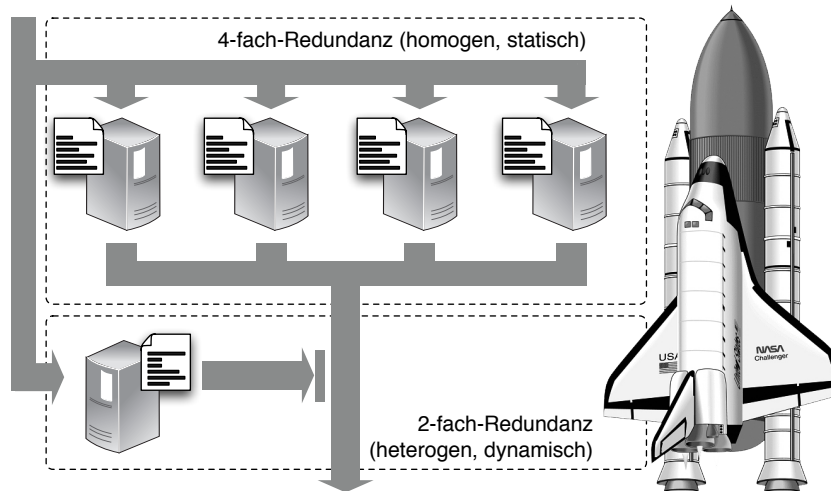 4-fach-Redundanz (homogen, statisch)
2-fach-Redundanz
(heterogen, dynamisch)
USA
NASA
Challenger